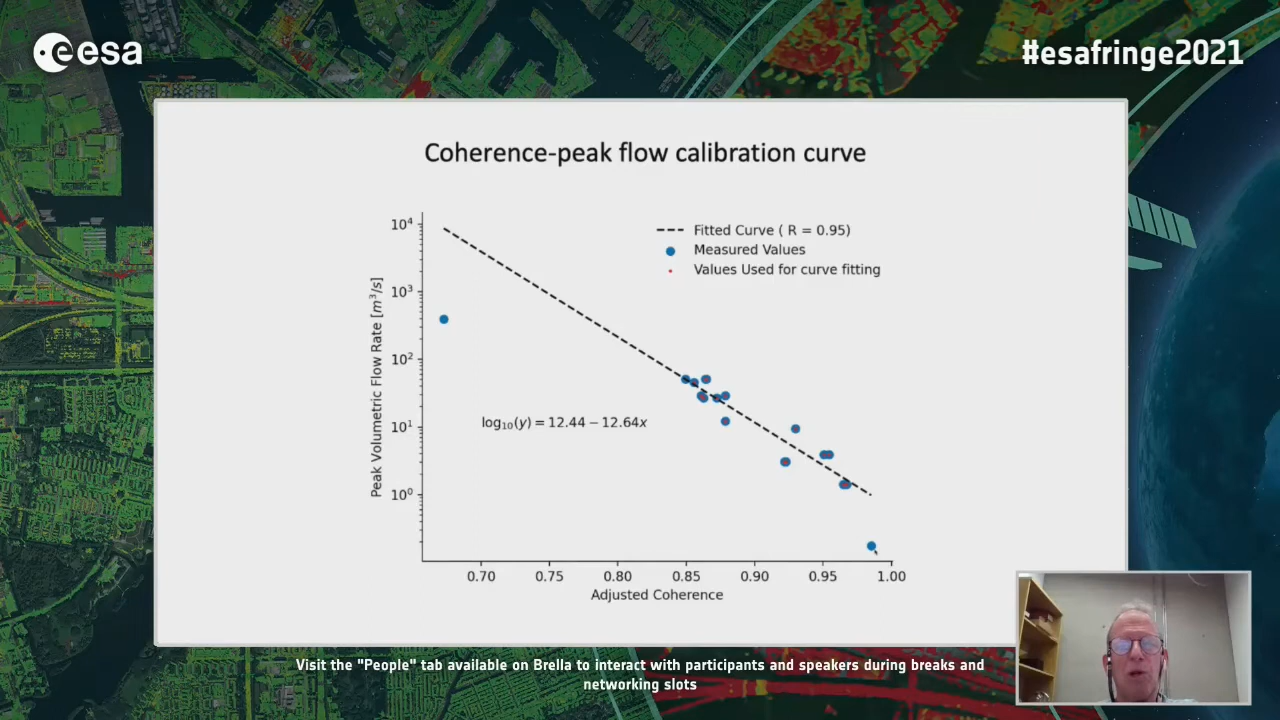 esa
#esafringe2021
Coherence-peak flow calibration curve
Fitted Curve ( R = 0.95)
Measured Values
Values Used for curve fitting
Peak Volumetric Flow Rate [m³/s]
10⁴
10³
10²
10¹
10⁰
log₁₀(y) = 12.44 − 12.64x
0.70 0.75 0.80 0.85 0.90 0.95 1.00
Adjusted Coherence
Visit the "People" tab available on Brella to interact with participants and speakers during breaks and
networking slots